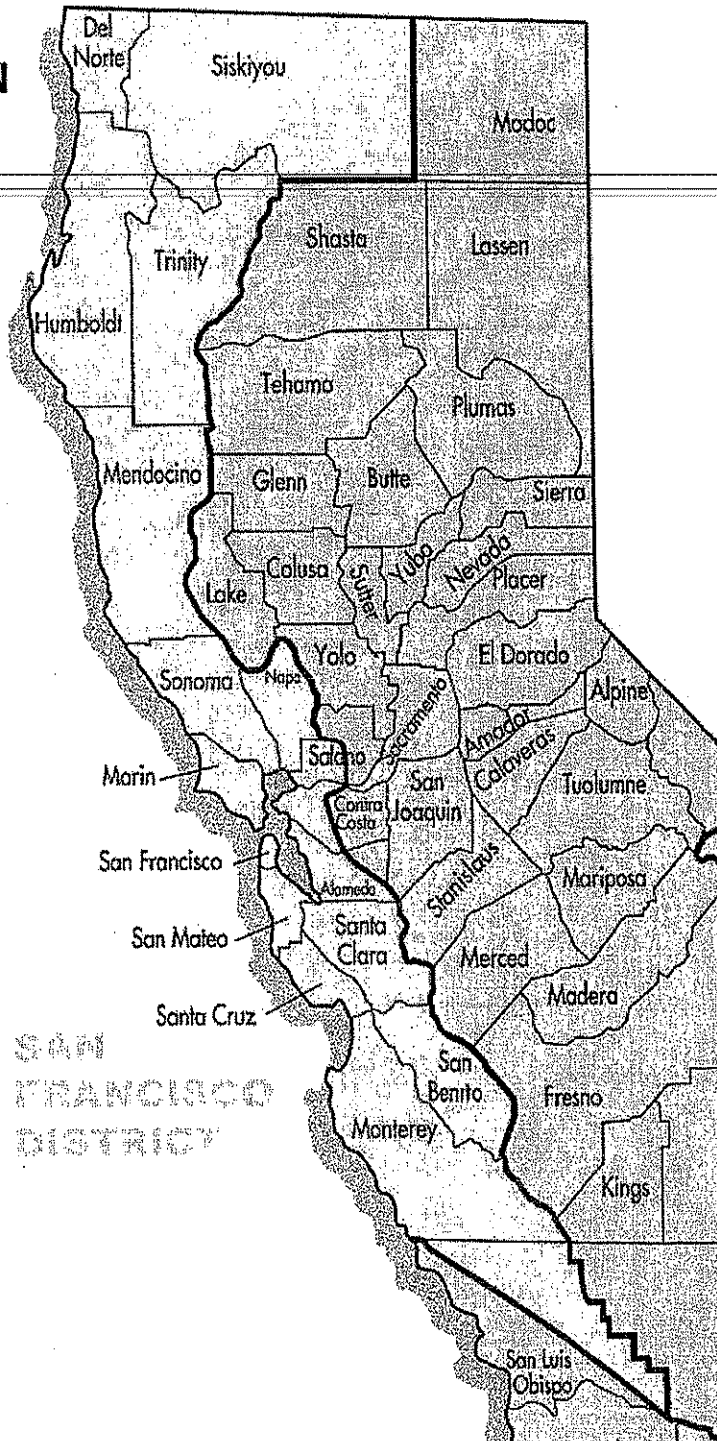 N
Del
Norte
Siskiyou
Modoc
Shasta
Lassen
Trinity
Humboldt
Tehama
Plumas
Mendocino
Glenn
Butte
Sierra
Lake
Colusa
Sutter
Yuba
Nevada
Placer
Sonoma
Napa
Yolo
El Dorado
Alpine
Sacramento
Amador
Solano
Calaveras
Marin
Contra
Costa
San
Joaquin
Tuolumne
San Francisco
Alameda
Stanislaus
Mariposa
San Mateo
Santa
Clara
Merced
Madera
Santa Cruz
SAN
FRANCISCO
DISTRICT
San
Benito
Fresno
Monterey
Kings
San Luis
Obispo